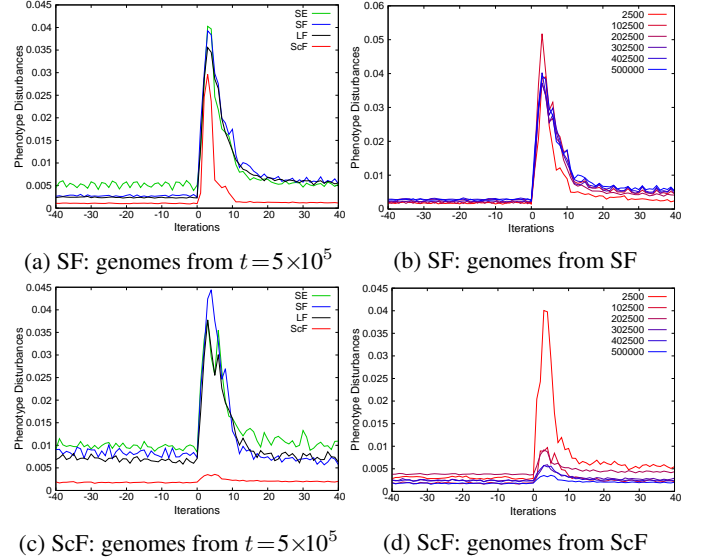 0.045
0.04
0.035
0.03
0.025
0.02
0.015
0.01
0.005
0
Phenotype Disturbances
-40 -30 -20 -10 0 10 20 30 40
Iterations
SE
SF
LF
ScF
(a) SF: genomes from t=5×10⁵
0.06
0.05
0.04
0.03
0.02
0.01
Phenotype Disturbances
-40 -30 -20 -10 0 10 20 30 40
Iterations
2500
102500
202500
302500
402500
500000
(b) SF: genomes from SF
0.045
0.04
0.035
0.03
0.025
0.02
0.015
0.01
0.005
0
Phenotype Disturbances
-40 -30 -20 -10 0 10 20 30 40
Iterations
SE
SF
LF
ScF
(c) ScF: genomes from t=5×10⁵
0.045
0.04
0.035
0.03
0.025
0.02
0.015
0.01
0.005
0
Phenotype Disturbances
-40 -30 -20 -10 0 10 20 30 40
Iterations
2500
102500
202500
302500
402500
500000
(d) ScF: genomes from ScF